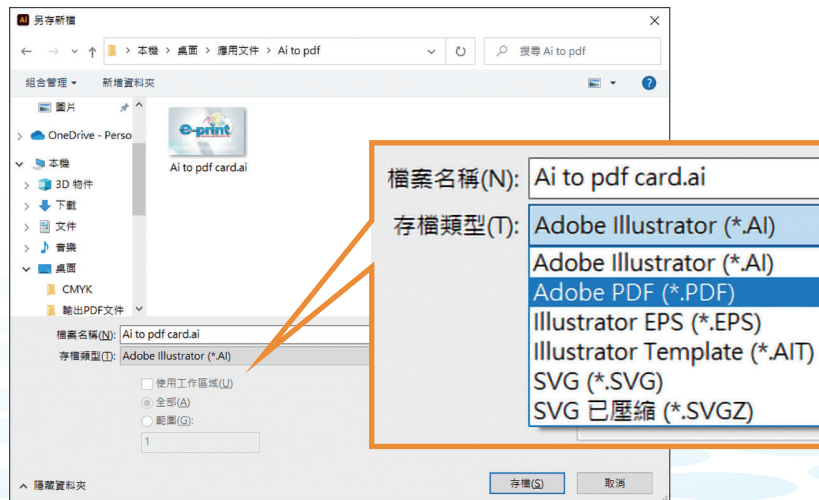 Ai 另存新檔
本機 > 桌面 > 應用文件 > Ai to pdf
搜尋 Ai to pdf
組合管理
新增資料夾
圖片
OneDrive - Perso
本機
3D 物件
下載
文件
音樂
桌面
CMYK
輸出PDF文件
e-print
Ai to pdf card.ai
檔案名稱(N): Ai to pdf card.ai
存檔類型(T): Adobe Illustrator (*.AI)
使用工作區域(U)
全部(A)
範圍(G):
1
隱藏資料夾
存檔(S)
取消
檔案名稱(N): Ai to pdf card.ai
存檔類型(T): Adobe Illustrator (*.AI)
Adobe Illustrator (*.AI)
Adobe PDF (*.PDF)
Illustrator EPS (*.EPS)
Illustrator Template (*.AIT)
SVG (*.SVG)
SVG 已壓縮 (*.SVGZ)